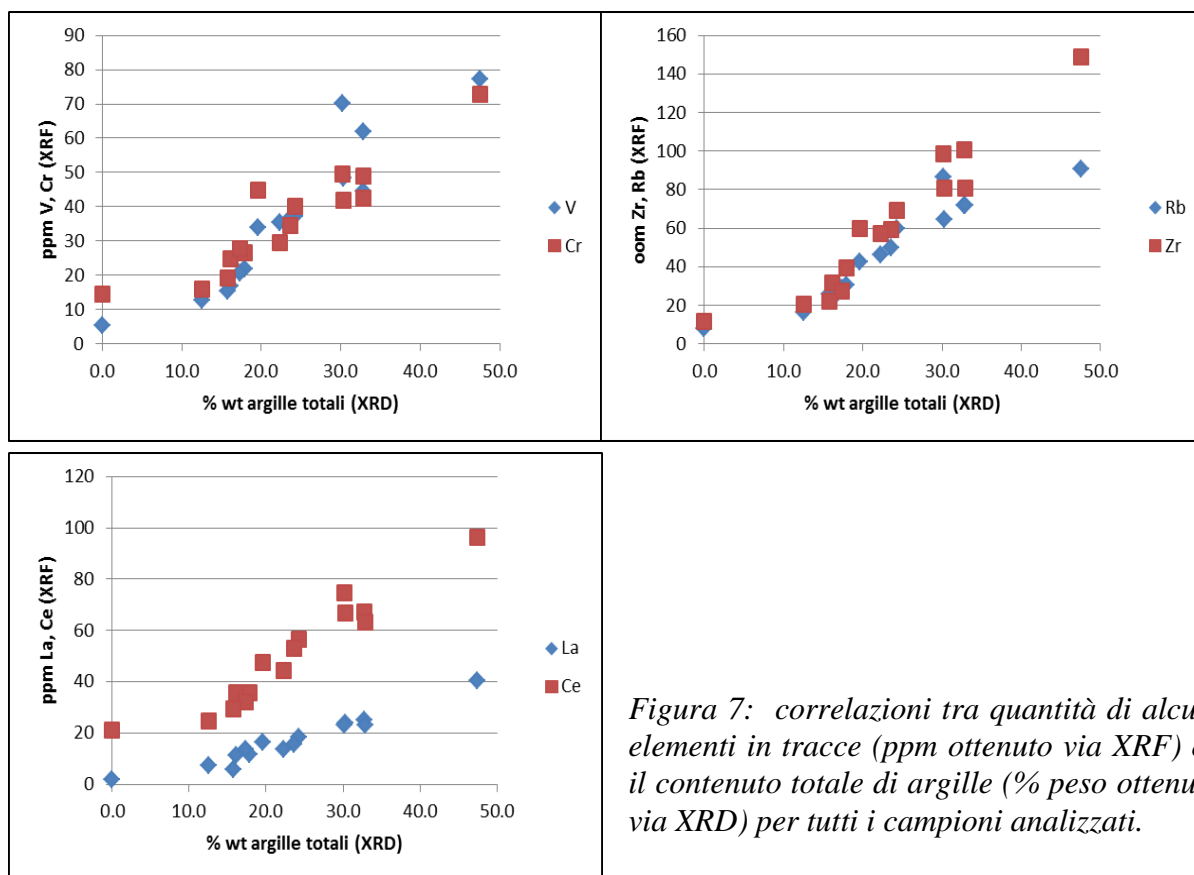 90
80
70
60
50
40
30
20
10
0
ppm V, Cr (XRF)
0.0 10.0 20.0 30.0 40.0 50.0
% wt argille totali (XRD)
V
Cr
160
140
120
100
80
60
40
20
0
oom Zr, Rb (XRF)
0.0 10.0 20.0 30.0 40.0 50.0
% wt argille totali (XRD)
Rb
Zr
120
100
80
60
40
20
0
ppm La, Ce (XRF)
0.0 10.0 20.0 30.0 40.0 50.0
% wt argille totali (XRD)
La
Ce
Figura 7: correlazioni tra quantità di alcu
elementi in tracce (ppm ottenuto via XRF)
il contenuto totale di argille (% peso ottenu
via XRD) per tutti i campioni analizzati.